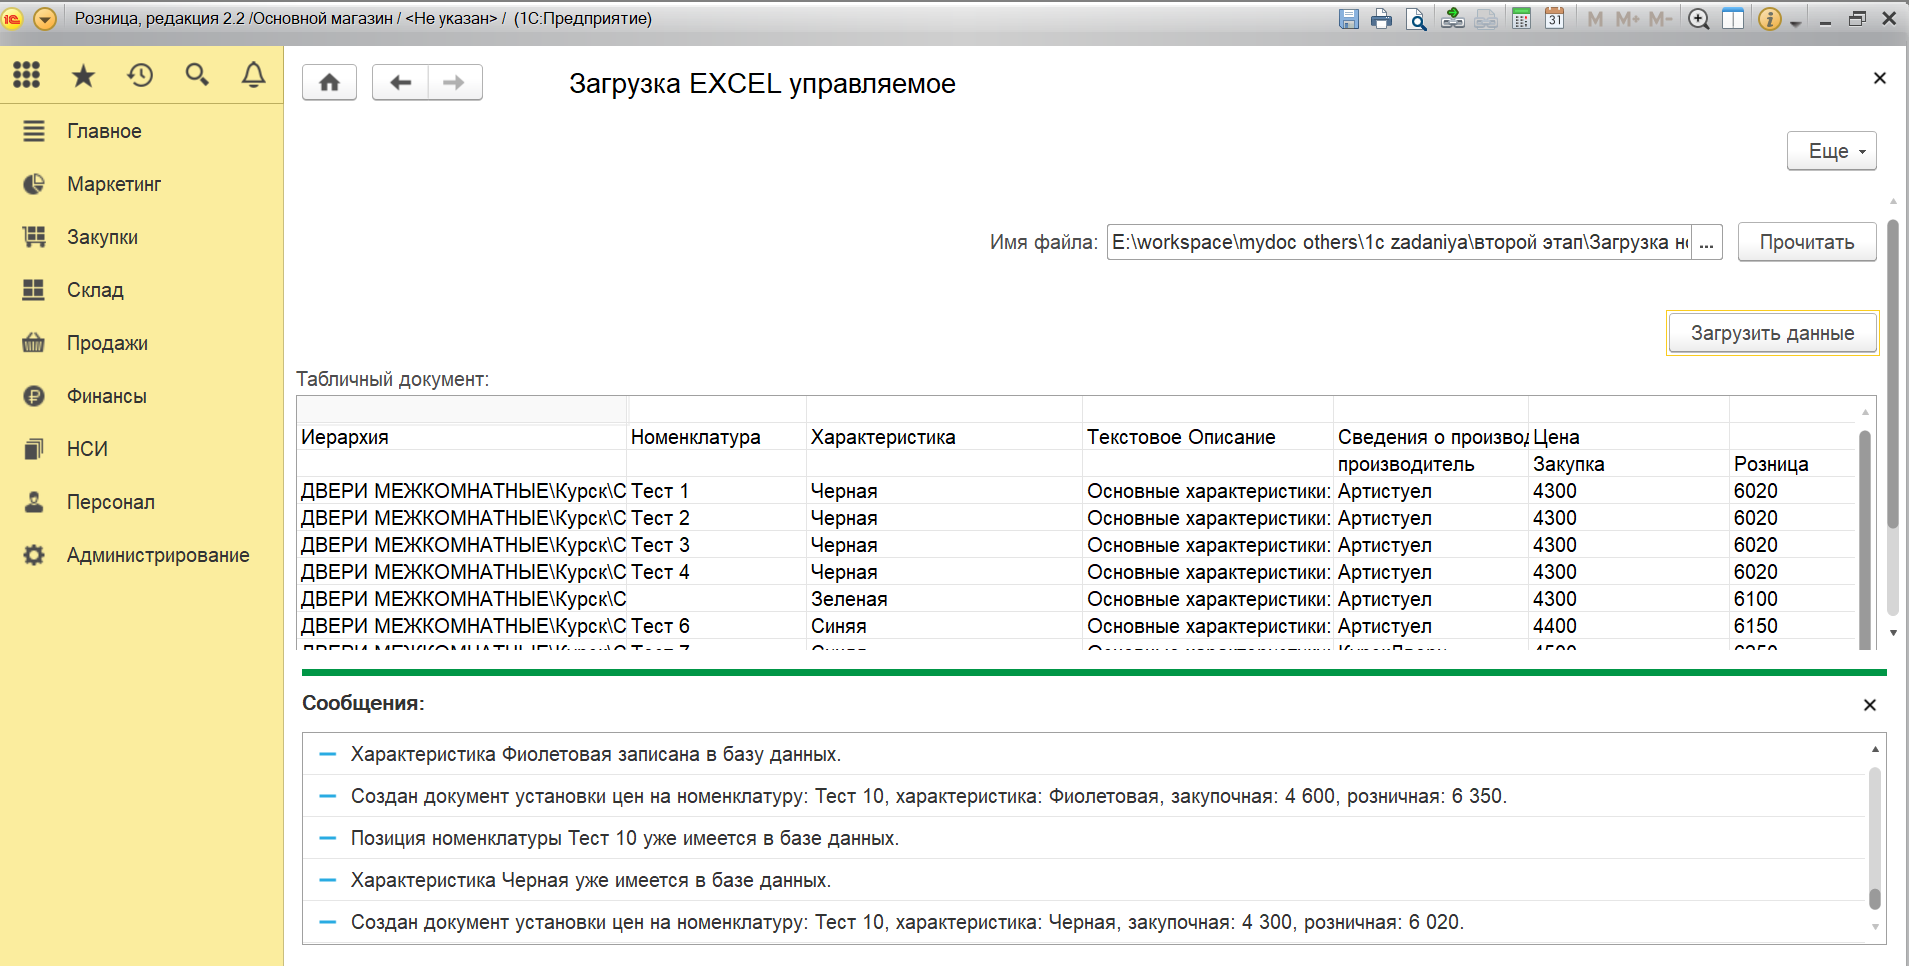 Розница, редакция 2.2 /Основной магазин / <Не указан> / (1С:Предприятие)
31 M M+ M-
Загрузка EXCEL управляемое
Главное
Маркетинг
Закупки
Склад
Продажи
Финансы
НСИ
Персонал
Администрирование
Еще
Имя файла: E:\workspace\mydoc others\1c zadaniya\второй этап\Загрузка но ... Прочитать
Загрузить данные
Табличный документ:
Иерархия Номенклатура Характеристика Текстовое Описание Сведения о производ Цена
производитель Закупка Розница
ДВЕРИ МЕЖКОМНАТНЫЕ\Курск\С Тест 1 Черная Основные характеристики: Артистуел 4300 6020
ДВЕРИ МЕЖКОМНАТНЫЕ\Курск\С Тест 2 Черная Основные характеристики: Артистуел 4300 6020
ДВЕРИ МЕЖКОМНАТНЫЕ\Курск\С Тест 3 Черная Основные характеристики: Артистуел 4300 6020
ДВЕРИ МЕЖКОМНАТНЫЕ\Курск\С Тест 4 Черная Основные характеристики: Артистуел 4300 6020
ДВЕРИ МЕЖКОМНАТНЫЕ\Курск\С Зеленая Основные характеристики: Артистуел 4300 6100
ДВЕРИ МЕЖКОМНАТНЫЕ\Курск\С Тест 6 Синяя Основные характеристики: Артистуел 4400 6150
Сообщения:
Характеристика Фиолетовая записана в базу данных.
Создан документ установки цен на номенклатуру: Тест 10, характеристика: Фиолетовая, закупочная: 4 600, розничная: 6 350.
Позиция номенклатуры Тест 10 уже имеется в базе данных.
Характеристика Черная уже имеется в базе данных.
Создан документ установки цен на номенклатуру: Тест 10, характеристика: Черная, закупочная: 4 300, розничная: 6 020.